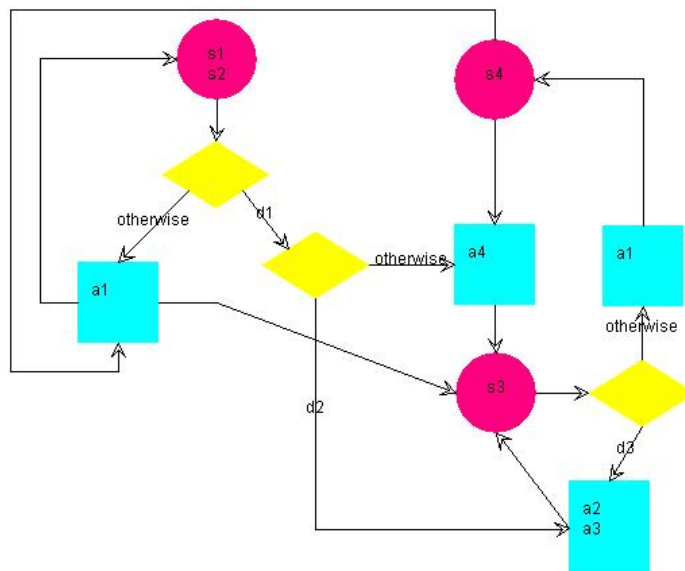 s1
s2
s4
d1
otherwise
a4
a1
otherwise
a1
otherwise
s3
d2
d3
a2
a3